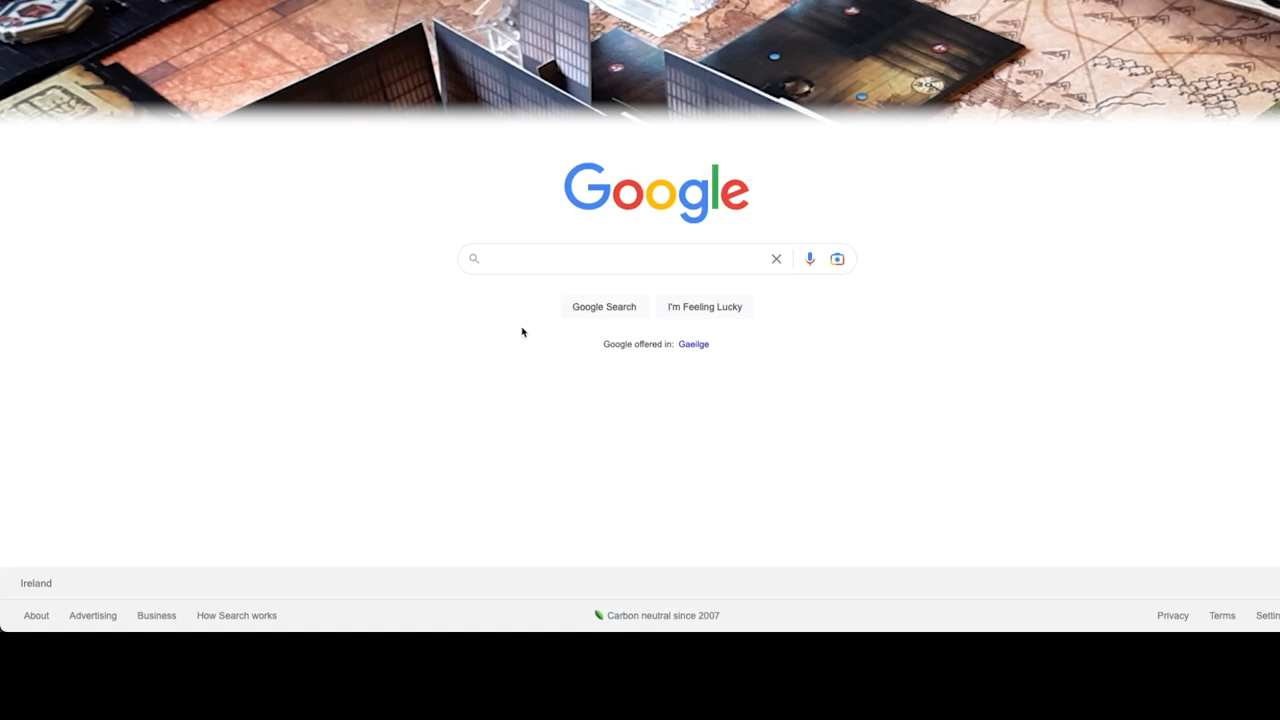 Google
Google Search
I'm Feeling Lucky
Google offered in: Gaeilge
Ireland
About
Advertising
Business
How Search works
Carbon neutral since 2007
Privacy
Terms
Settin